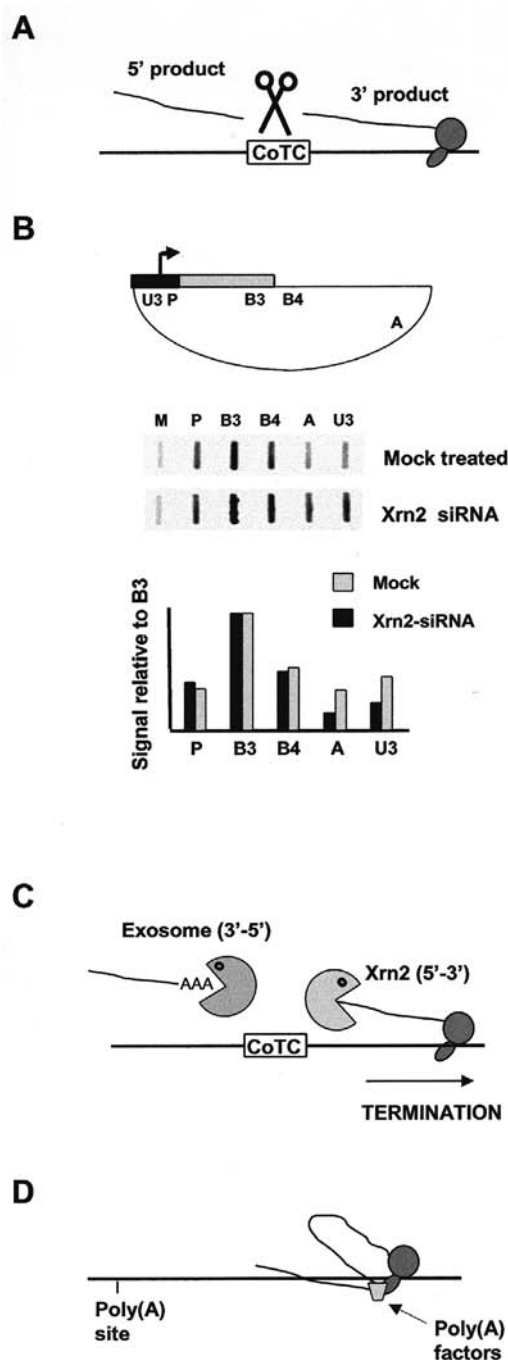 A
5' product
3' product
CoTC
B
U3 P B3 B4
A
M P B3 B4 A U3
Mock treated
Xrn2 siRNA
Signal relative to B3
Mock
Xrn2-siRNA
P B3 B4 A U3
C
Exosome (3'-5')
Xrn2 (5'-3')
AAA
CoTC
TERMINATION
D
Poly(A)
site
Poly(A)
factors